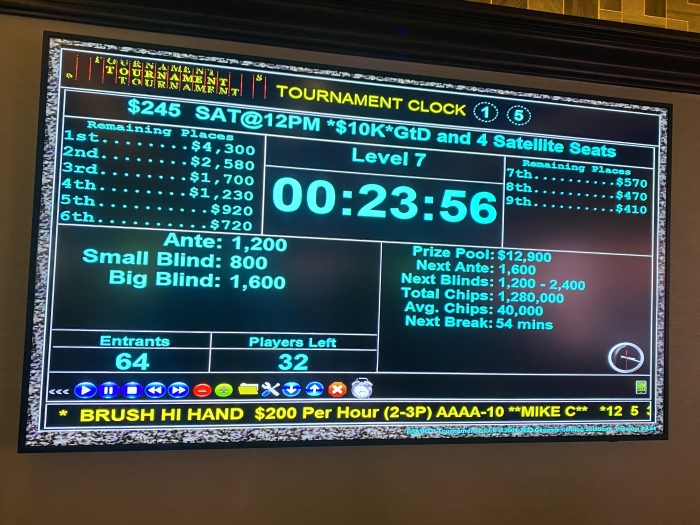 TOURNAMENT
TOURNAMENT
TOURNAMENT
TOURNAMENT CLOCK 1 5
$245 SAT@12PM *$10K*GtD and 4 Satellite Seats
Remaining Places
1st........$4,300
2nd........$2,580
3rd........$1,700
4th........$1,230
5th..........$920
6th..........$720
Level 7
00:23:56
Remaining Places
7th..........$570
8th..........$470
9th..........$410
Ante: 1,200
Small Blind: 800
Big Blind: 1,600
Prize Pool: $12,900
Next Ante: 1,600
Next Blinds: 1,200 - 2,400
Total Chips: 1,280,000
Avg. Chips: 40,000
Next Break: 54 mins
Entrants
64
Players Left
32
<<<
* BRUSH HI HAND $200 Per Hour (2-3P) AAAA-10 **MIKE C** *12 5